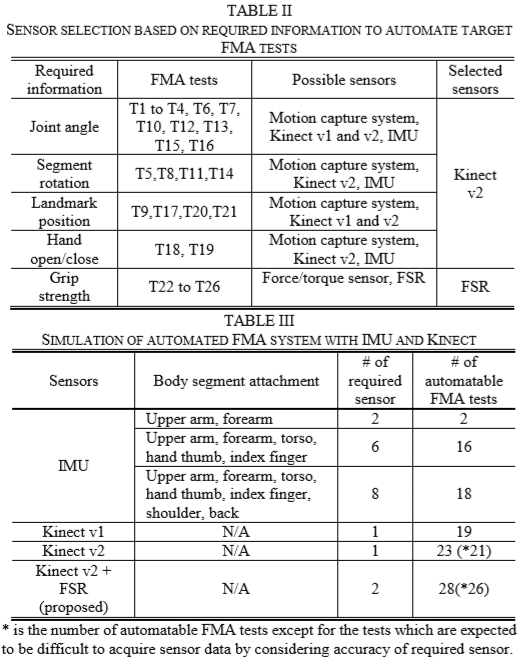 TABLE II
SENSOR SELECTION BASED ON REQUIRED INFORMATION TO AUTOMATE TARGET
FMA TESTS
Required information | FMA tests | Possible sensors | Selected sensors
Joint angle | T1 to T4, T6, T7, T10, T12, T13, T15, T16 | Motion capture system, Kinect v1 and v2, IMU | Kinect v2
Segment rotation | T5,T8,T11,T14 | Motion capture system, Kinect v2, IMU
Landmark position | T9,T17,T20,T21 | Motion capture system, Kinect v1 and v2
Hand open/close | T18, T19 | Motion capture system, Kinect v2, IMU
Grip strength | T22 to T26 | Force/torque sensor, FSR | FSR
TABLE III
SIMULATION OF AUTOMATED FMA SYSTEM WITH IMU AND KINECT
Sensors | Body segment attachment | # of required sensor | # of automatable FMA tests
IMU | Upper arm, forearm | 2 | 2
Upper arm, forearm, torso, hand thumb, index finger | 6 | 16
Upper arm, forearm, torso, hand thumb, index finger, shoulder, back | 8 | 18
Kinect v1 | N/A | 1 | 19
Kinect v2 | N/A | 1 | 23 (*21)
Kinect v2 + FSR (proposed) | N/A | 2 | 28(*26)
* is the number of automatable FMA tests except for the tests which are expected
to be difficult to acquire sensor data by considering accuracy of required sensor.